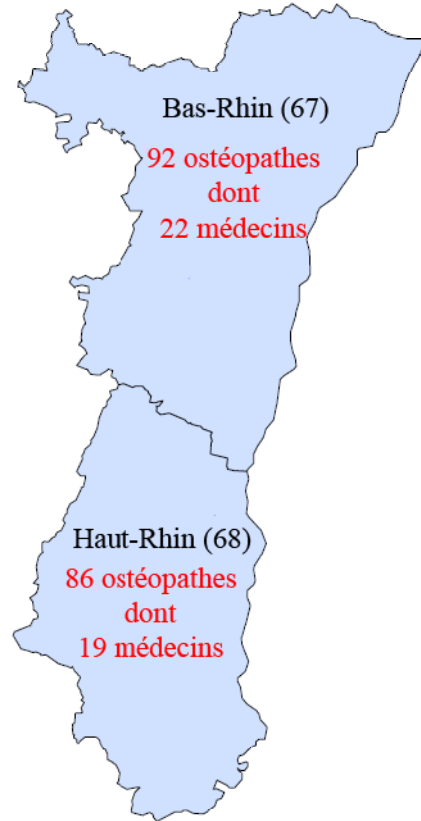 Bas-Rhin (67)
92 ostéopathes
dont
22 médecins
Haut-Rhin (68)
86 ostéopathes
dont
19 médecins